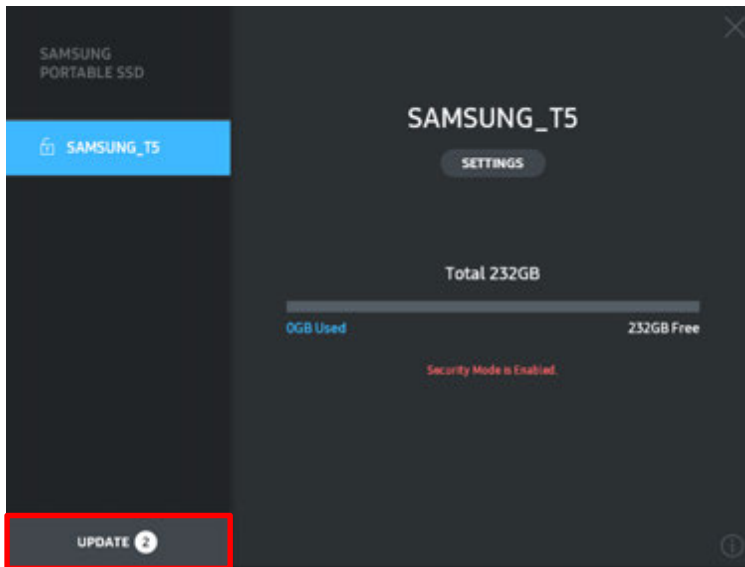 SAMSUNG
PORTABLE SSD
SAMSUNG_T5
SAMSUNG_T5
SETTINGS
Total 232GB
0GB Used
232GB Free
Security Mode is Enabled.
UPDATE 2